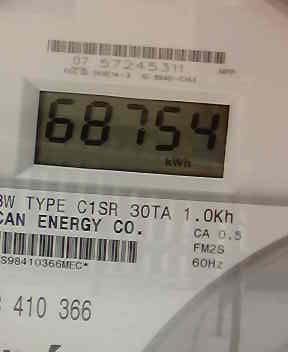 07 57245311
68754
kWh
3W TYPE C1SR 30TA 1.0Kh
CAN ENERGY CO.
CA 0.5
FM2S
S98410366MEC*
60Hz
410 366